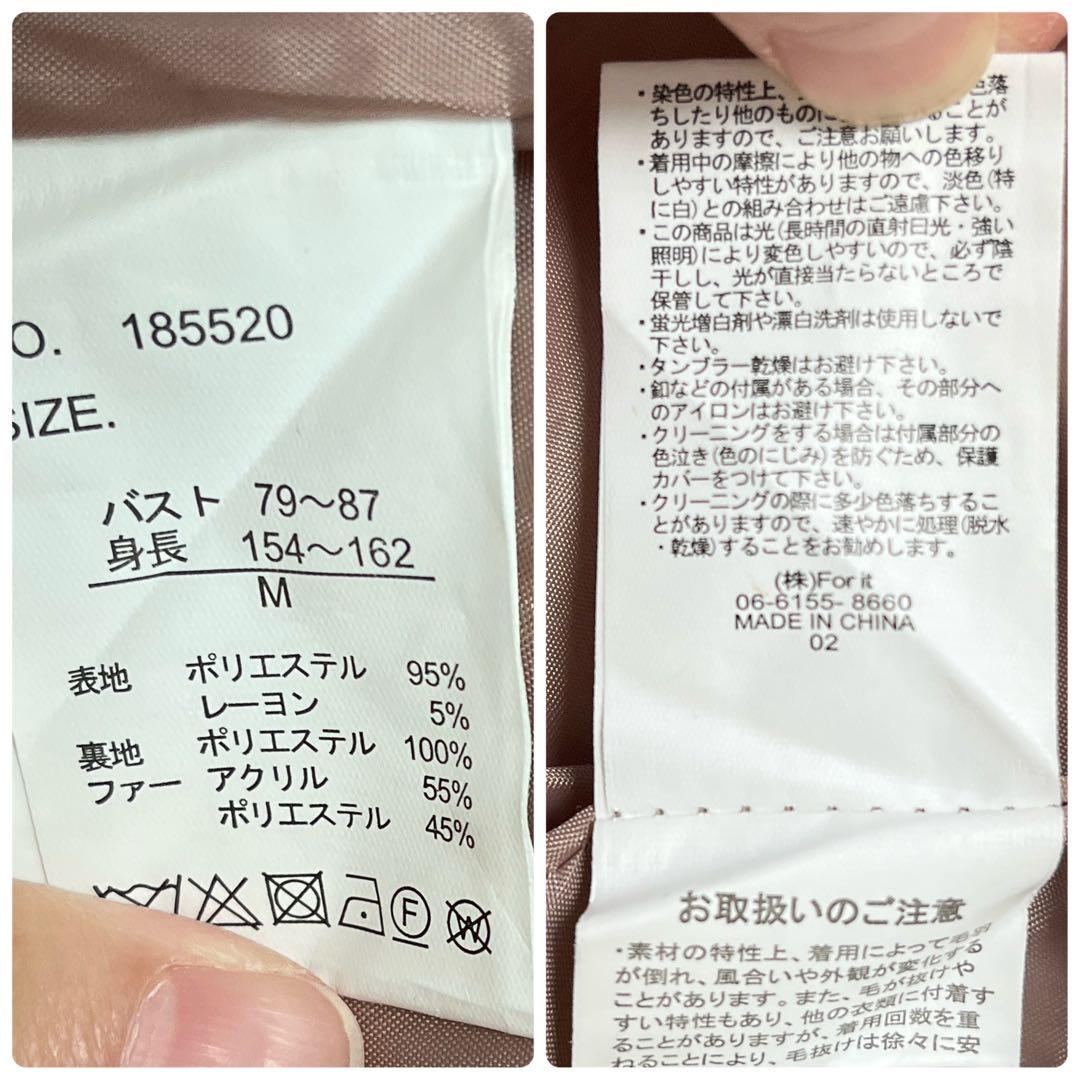 O. 185520
SIZE.
バスト 79～87
身長 154～162
M
表地 ポリエステル 95%
レーヨン 5%
裏地 ポリエステル 100%
ファー アクリル 55%
ポリエステル 45%
F
W
・染色の特性上、
ちしたり他のものに ことが
ありますので、ご注意お願いします。
・着用中の摩擦により他の物への色移り
しやすい特性がありますので、淡色(特
に白)との組み合わせはご遠慮下さい。
・この商品は光(長時間の直射日光・強い
照明)により変色しやすいので、必ず陰
干しし、光が直接当たらないところで
保管して下さい。
・蛍光増白剤や漂白洗剤は使用しないで
下さい。
・タンブラー乾燥はお避け下さい。
・釦などの付属がある場合、その部分へ
のアイロンはお避け下さい。
・クリーニングをする場合は付属部分の
色泣き(色のにじみ)を防ぐため、保護
カバーをつけて下さい。
・クリーニングの際に多少色落ちするこ
とがありますので、速やかに処理(脱水
・乾燥)することをお勧めします。
(株)For it
06-6155-8660
MADE IN CHINA
02
お取扱いのご注意
・素材の特性上、着用によって毛羽
が倒れ、風合いや外観が変化する
ことがあります。また、毛が抜けや
すい特性もあり、他の衣類に付着す
ることがありますが、着用回数を重
ねることにより、毛抜けは徐々に安